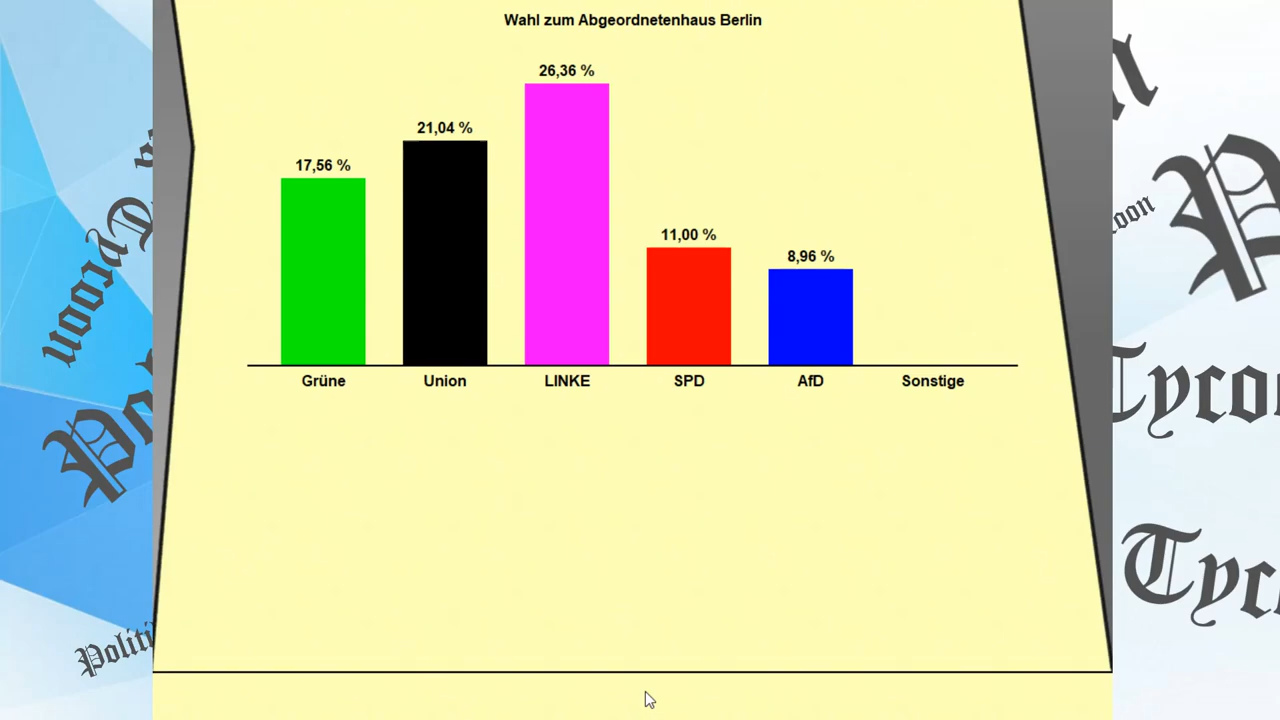 Wahl zum Abgeordnetenhaus Berlin
26,36 %
21,04 %
17,56 %
11,00 %
8,96 %
Grüne Union LINKE SPD AfD Sonstige
Tycoon
Tyc